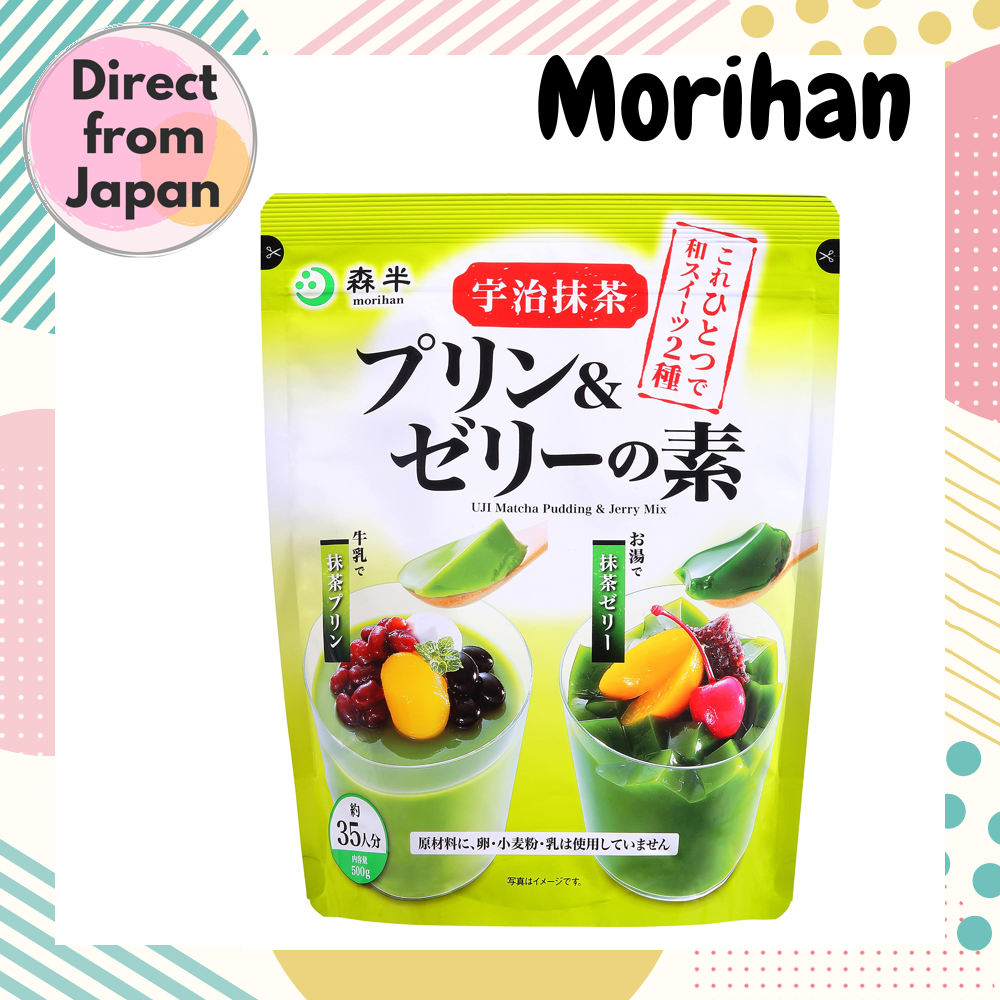 Direct
from
Japan
Morihan
森半
morihan
宇治抹茶
これひとつで
和スイーツ2種
プリン&
ゼリーの素
UJI Matcha Pudding & Jerry Mix
牛乳で
抹茶プリン
お湯で
抹茶ゼリー
約
35人分
内容量
500g
原材料に、卵・小麦粉・乳は使用していません
写真はイメージです。